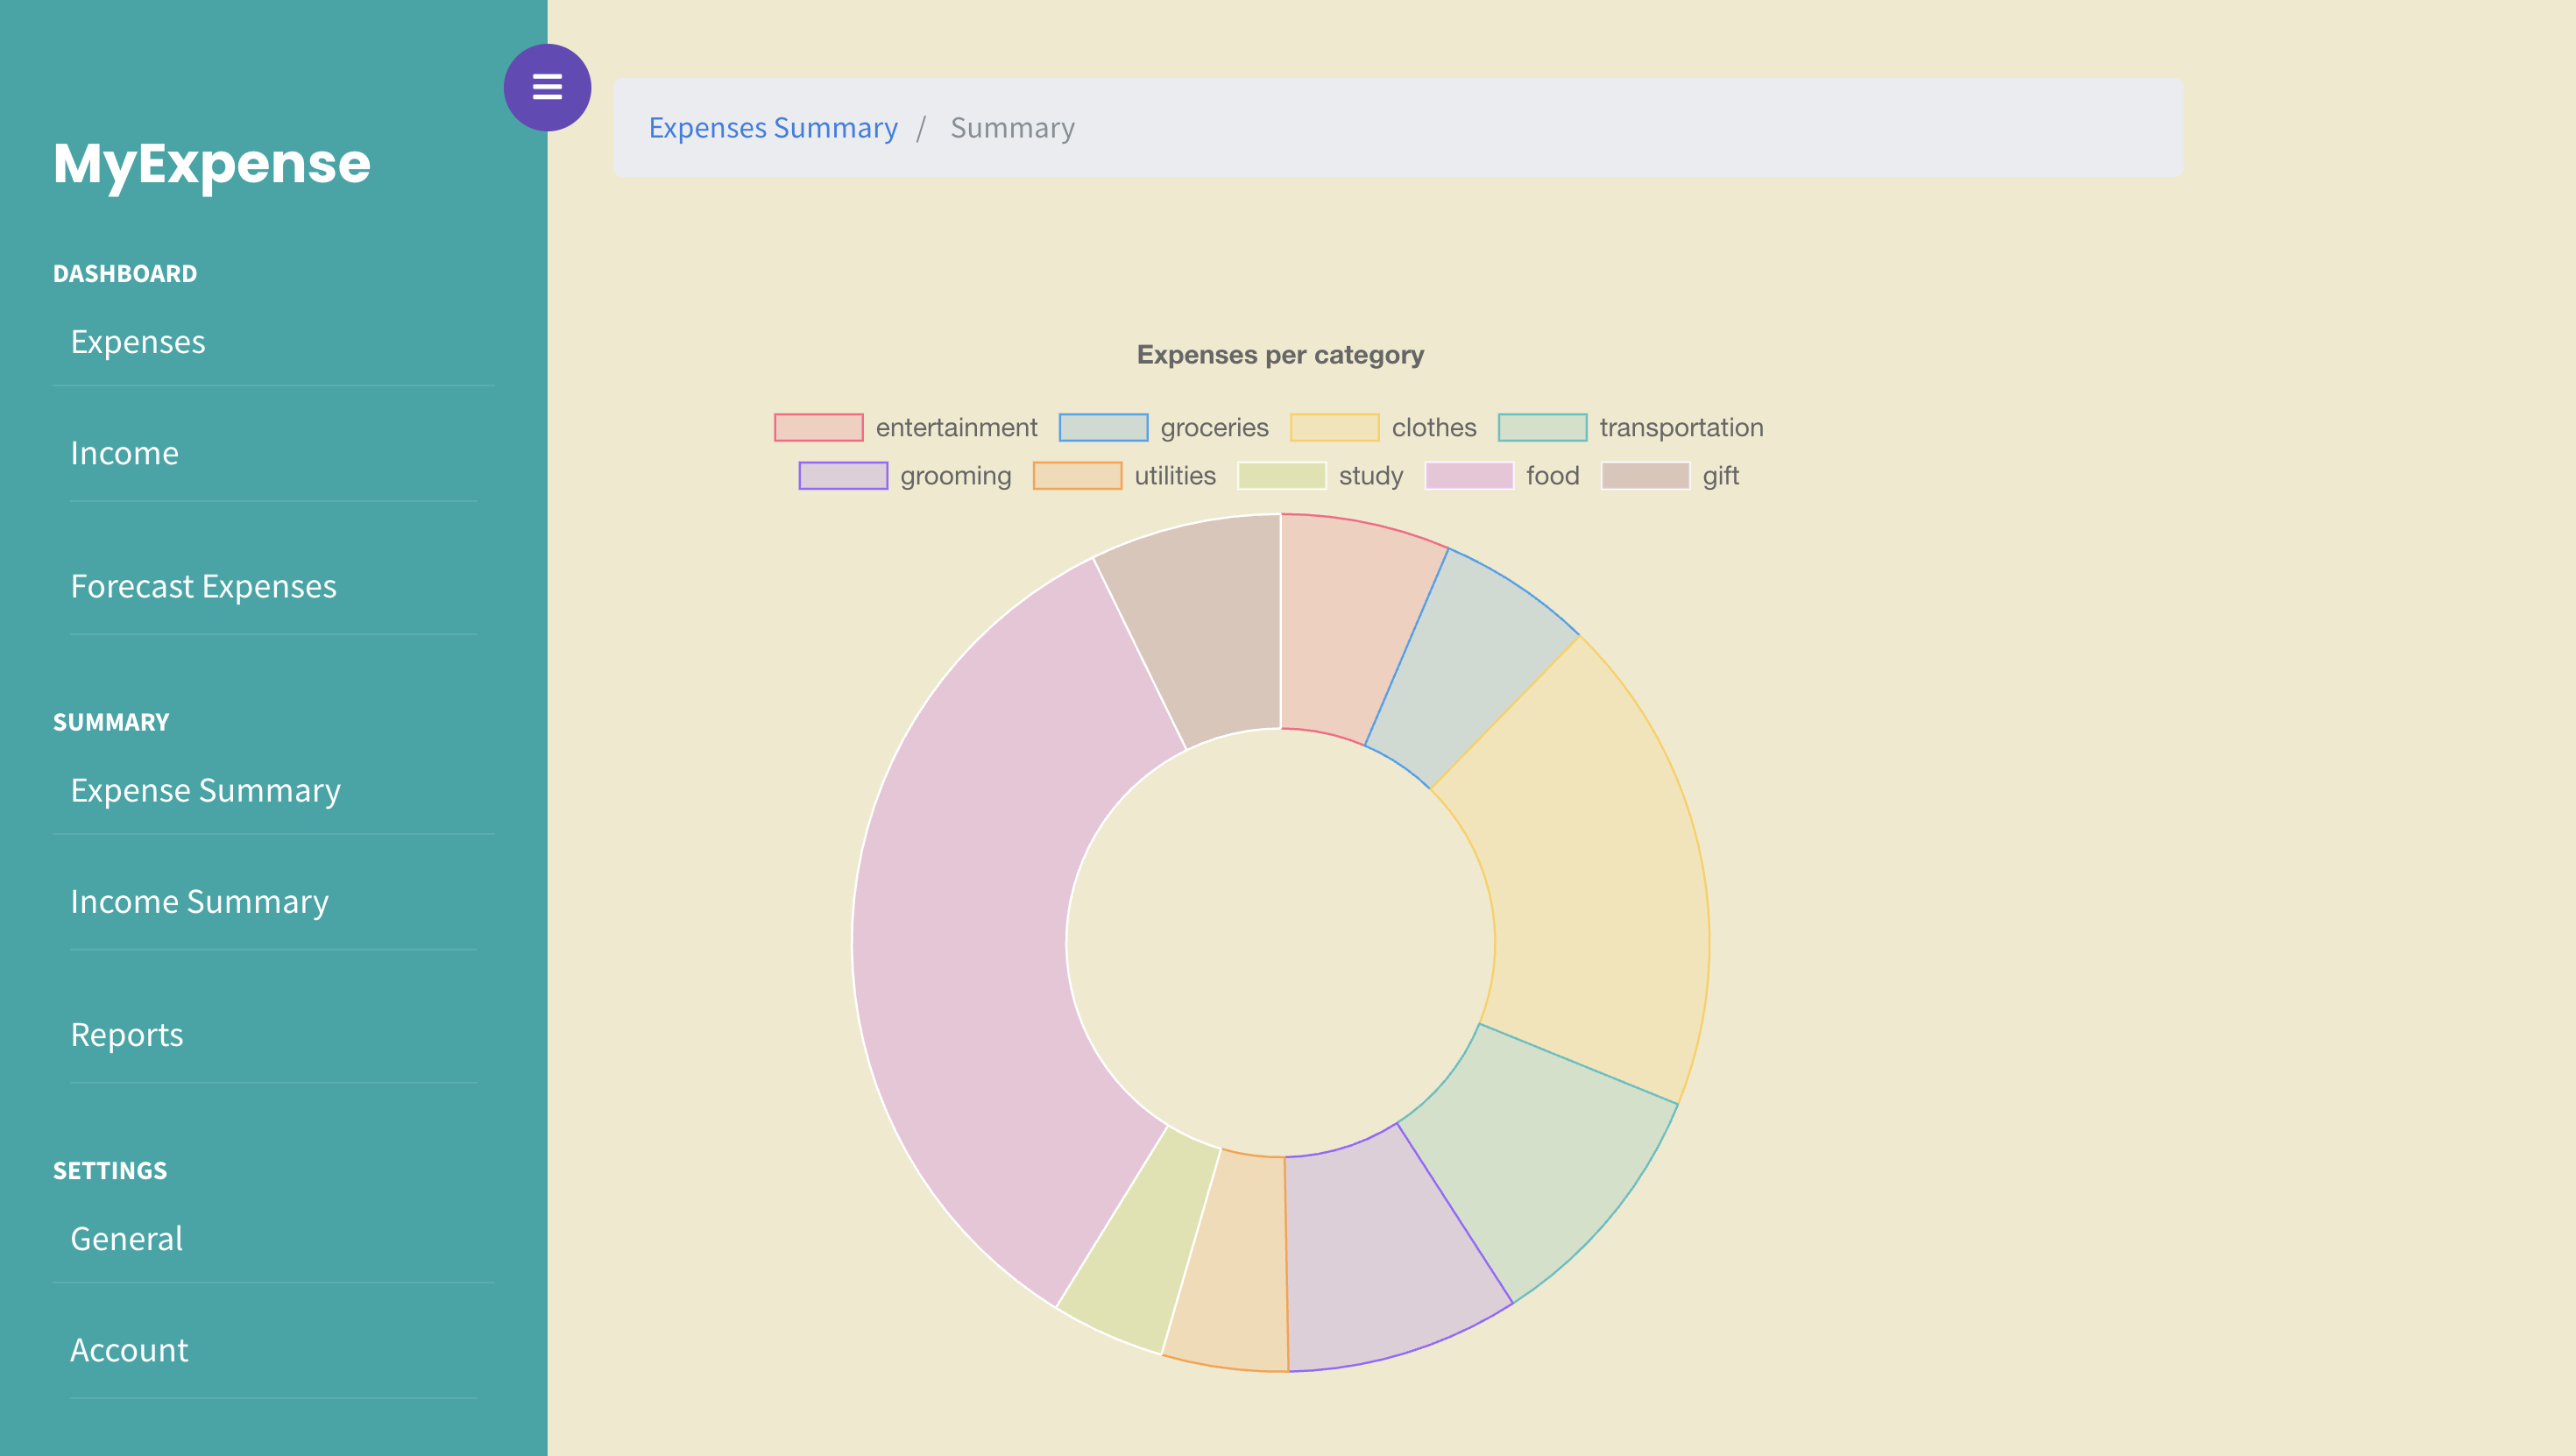 MyExpense
DASHBOARD
Expenses
Income
Forecast Expenses
SUMMARY
Expense Summary
Income Summary
Reports
SETTINGS
General
Account
Expenses Summary / Summary
Expenses per category
entertainment groceries clothes transportation
grooming utilities study food gift